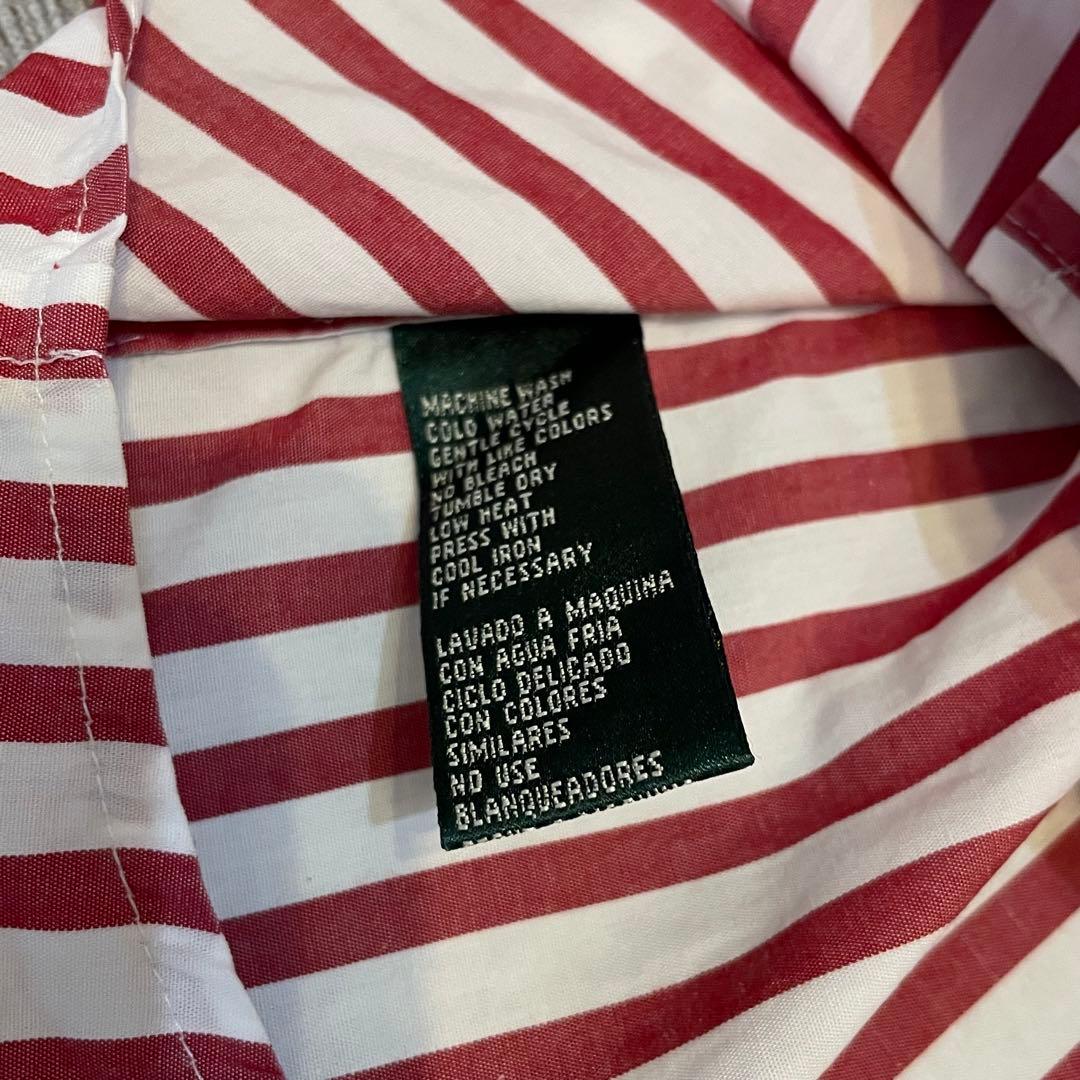 MACHINE WASH
COLD WATER
GENTLE CYCLE
WITH LIKE COLORS
NO BLEACH
TUMBLE DRY
LOW HEAT
PRESS WITH
COOL IRON
IF NECESSARY
LAVADO A MAQUINA
CON AGUA FRIA
CICLO DELICADO
CON COLORES
SIMILARES
NO USE
BLANQUEADORES